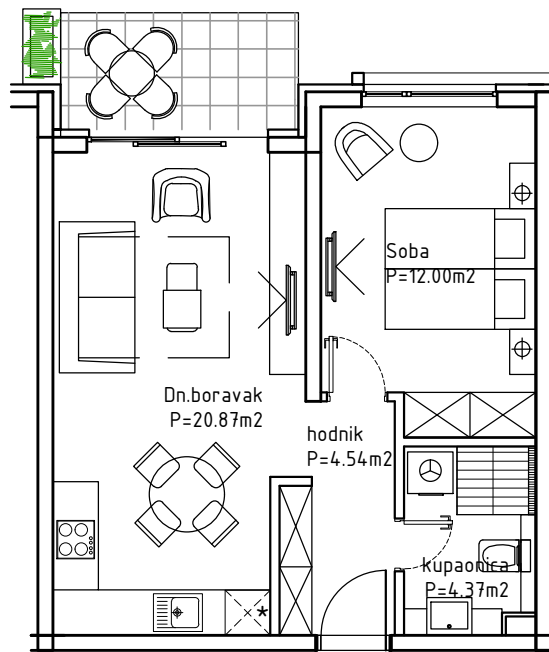 Soba
P=12.00m2
Dn.boravak
P=20.87m2
hodnik
P=4.54m2
kupaonica
P=4.37m2
*